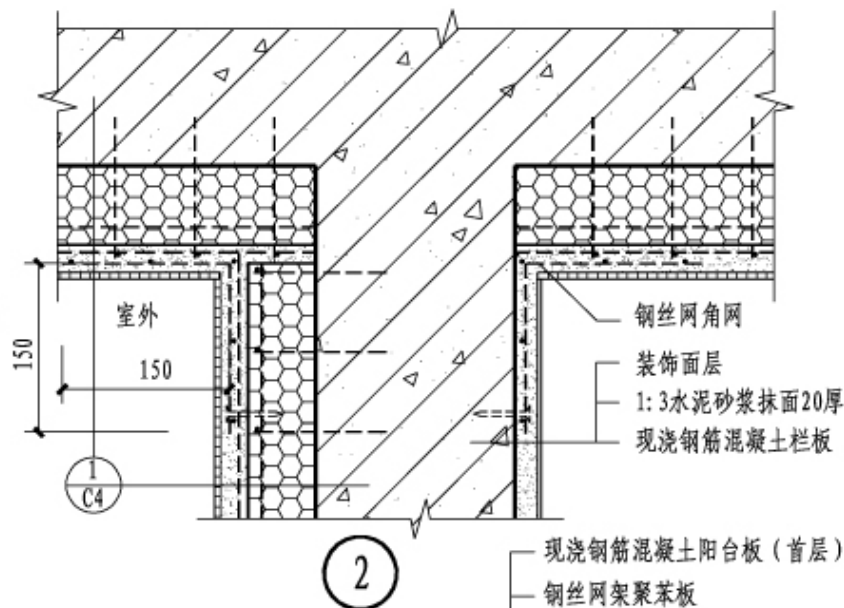 室外
150
150
1
C4
钢丝网角网
装饰面层
1:3水泥砂浆抹面20厚
现浇钢筋混凝土栏板
2
现浇钢筋混凝土阳台板（首层）
钢丝网架聚苯板